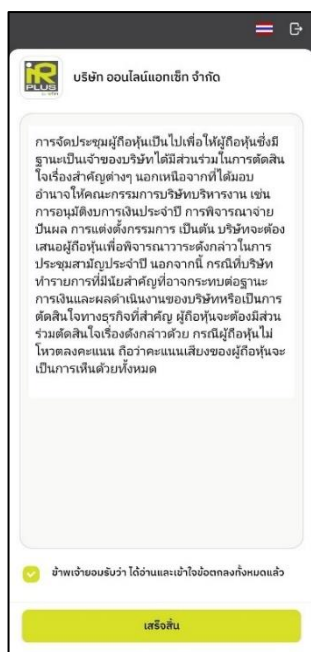 IR
PLUS
บริษัท ออนไลน์แอทเซ็ท จำกัด
การจัดประชุมผู้ถือหุ้นเป็นไปเพื่อให้ผู้ถือหุ้นซึ่งมี
ฐานะเป็นเจ้าของบริษัทได้มีส่วนร่วมในการตัดสิน
ใจเรื่องสำคัญต่างๆ นอกเหนือจากที่ได้มอบ
อำนาจให้คณะกรรมการบริษัทบริหารงาน เช่น
การอนุมัติงบการเงินประจำปี การพิจารณาจ่าย
ปันผล การแต่งตั้งกรรมการ เป็นต้น บริษัทจะต้อง
เสนอผู้ถือหุ้นเพื่อพิจารณาวาระดังกล่าวในการ
ประชุมสามัญประจำปี นอกจากนี้ กรณีที่บริษัท
ทำรายการที่มีนัยสำคัญที่อาจกระทบต่อฐานะ
การเงินและผลดำเนินงานของบริษัทหรือเป็นการ
ตัดสินใจทางธุรกิจที่สำคัญ ผู้ถือหุ้นจะต้องมีส่วน
ร่วมตัดสินใจเรื่องดังกล่าวด้วย กรณีผู้ถือหุ้นไม่
โหวตลงคะแนน ถือว่าคะแนนเสียงของผู้ถือหุ้นจะ
เป็นการเห็นด้วยทั้งหมด
ข้าพเจ้ายอมรับว่า ได้อ่านและเข้าใจข้อตกลงทั้งหมดแล้ว
เสร็จสิ้น